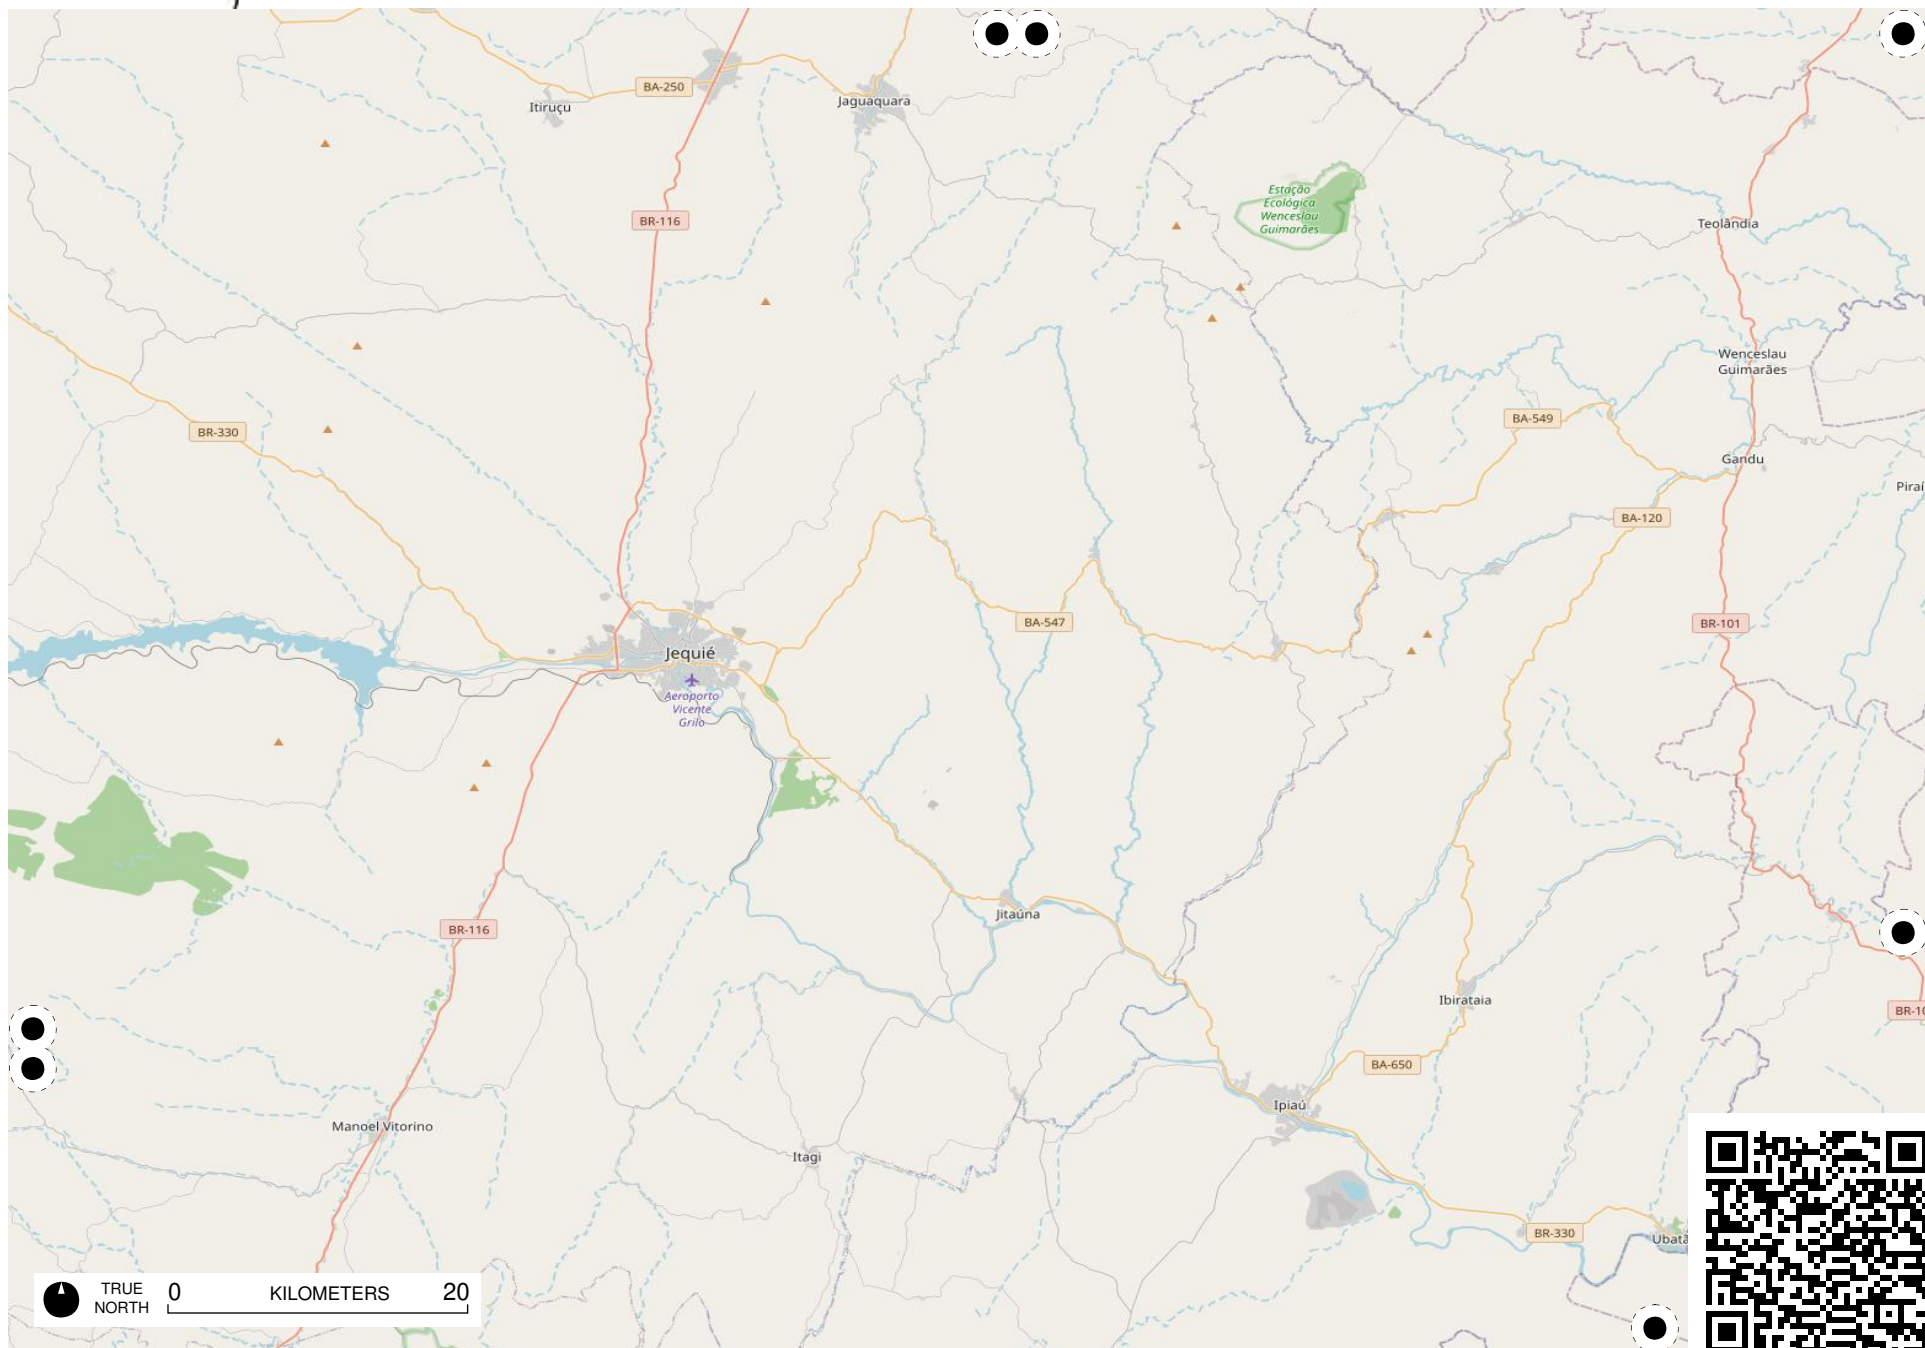 BA-250
Itiruçu
Jaguaquara
Estação
Ecológica
Wenceslau
Guimarães
BR-116
Teolândia
Wenceslau
Guimarães
BR-330
BA-549
Gandu
Piraí
BA-120
BA-547
BR-101
Jequié
Aeroporto
Vicente
Grilo
Jitaúna
BR-116
Ibirataia
BR-10
BA-650
Ipiaú
Manoel Vitorino
Itagi
BR-330
Ubatã
TRUE
NORTH
0 KILOMETERS 20